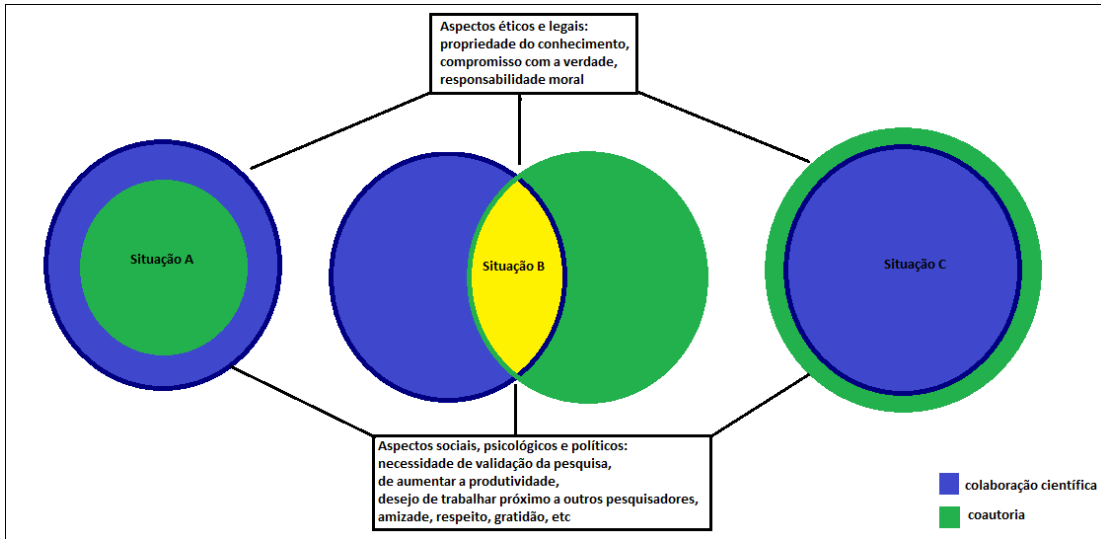 Aspectos éticos e legais:
propriedade do conhecimento,
compromisso com a verdade,
responsabilidade moral
Situação A
Situação B
Situação C
Aspectos sociais, psicológicos e políticos:
necessidade de validação da pesquisa,
de aumentar a produtividade,
desejo de trabalhar próximo a outros pesquisadores,
amizade, respeito, gratidão, etc
colaboração científica
coautoria